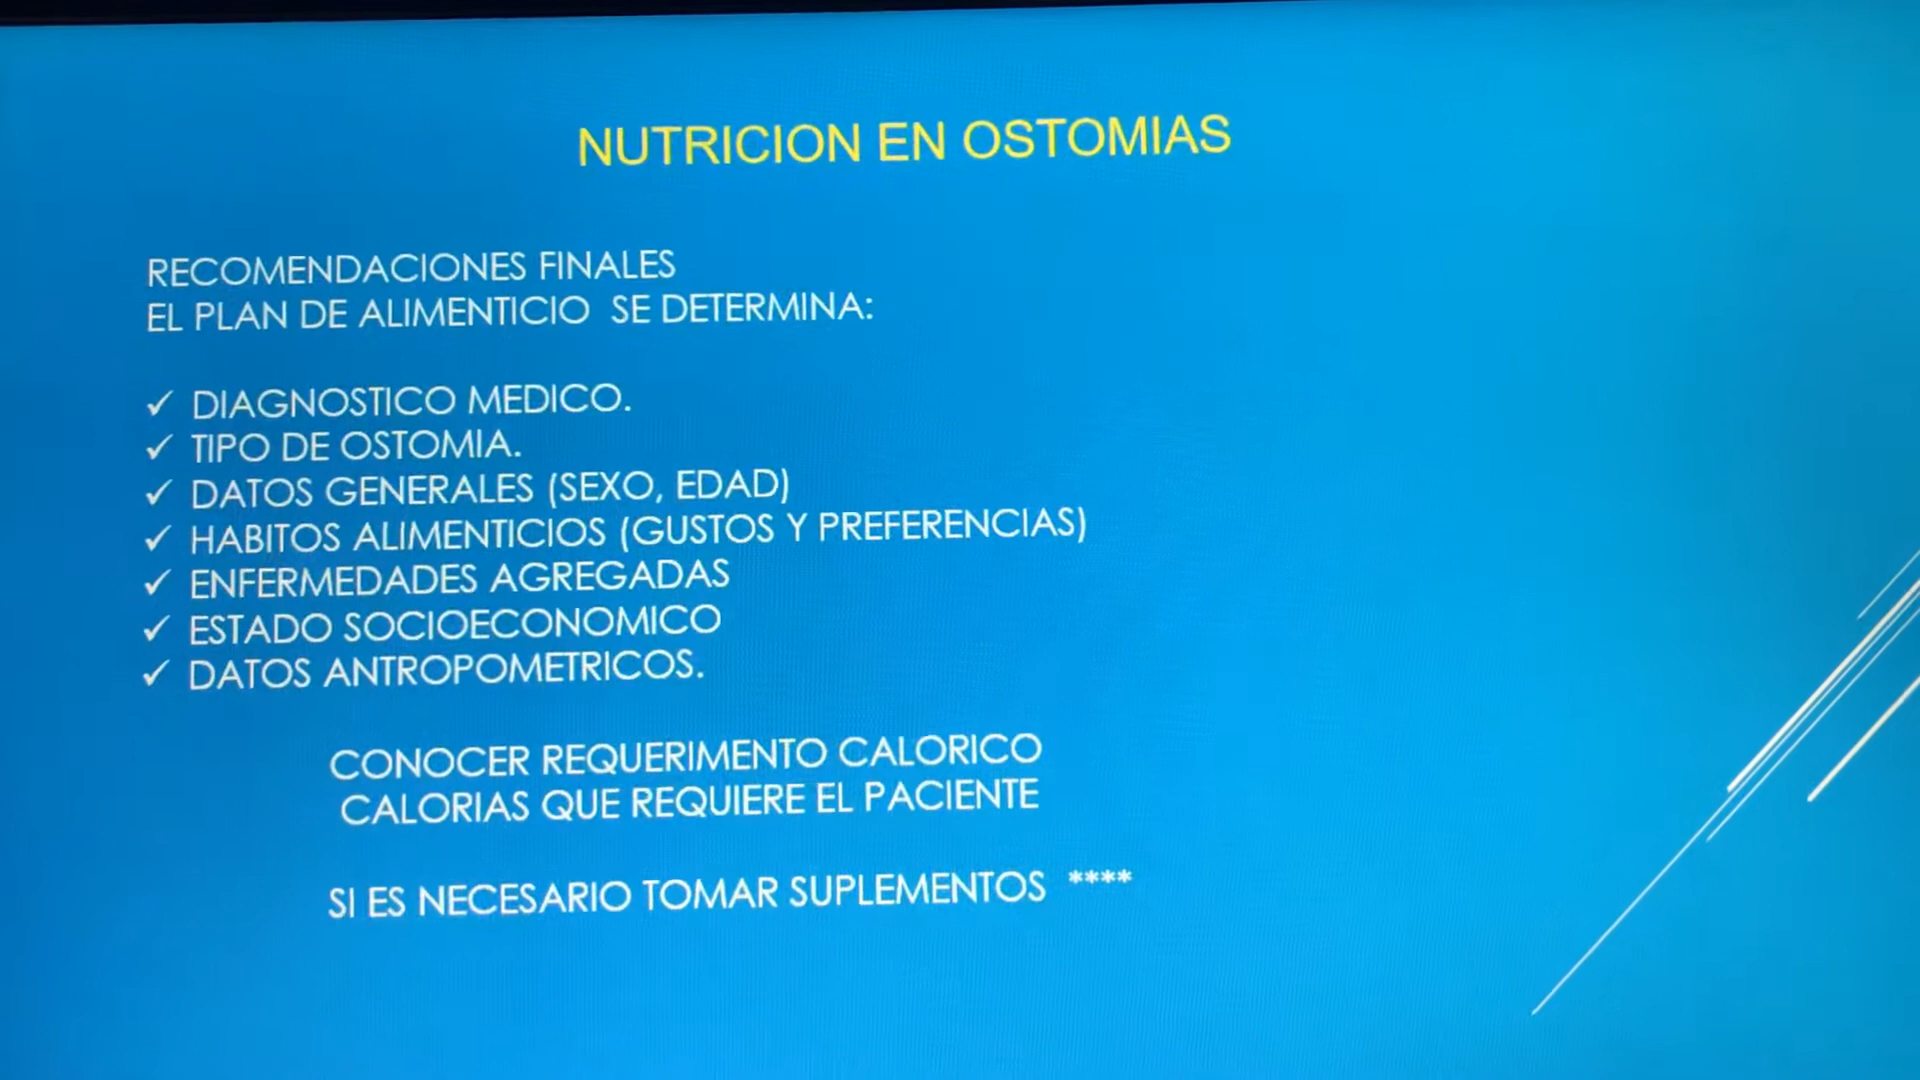 NUTRICION EN OSTOMIAS
RECOMENDACIONES FINALES
EL PLAN DE ALIMENTICIO SE DETERMINA:
✓ DIAGNOSTICO MEDICO.
✓ TIPO DE OSTOMIA.
✓ DATOS GENERALES (SEXO, EDAD)
✓ HABITOS ALIMENTICIOS (GUSTOS Y PREFERENCIAS)
✓ ENFERMEDADES AGREGADAS
✓ ESTADO SOCIOECONOMICO
✓ DATOS ANTROPOMETRICOS.
CONOCER REQUERIMENTO CALORICO
CALORIAS QUE REQUIERE EL PACIENTE
SI ES NECESARIO TOMAR SUPLEMENTOS ****